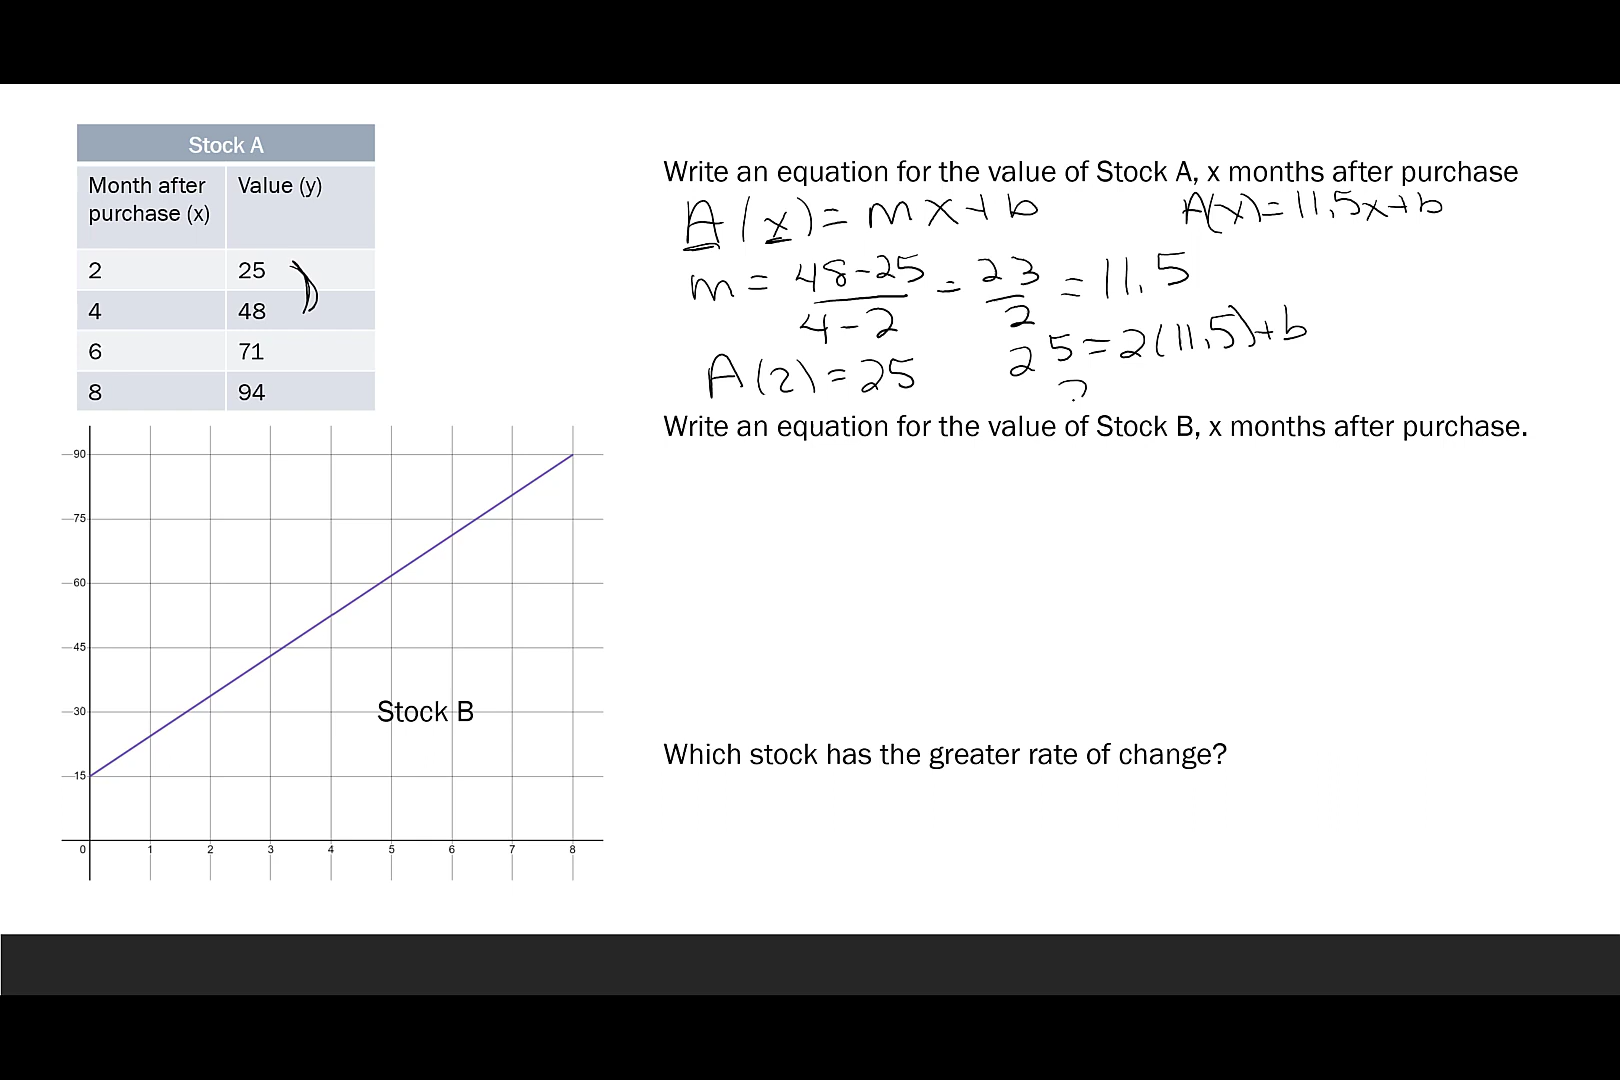 Stock A
Month after purchase (x) Value (y)
2 25
4 48
6 71
8 94
Write an equation for the value of Stock A, x months after purchase
A(x) = mx+b
A(x)=11.5x+b
m = 48-25/4-2 = 23/2 = 11.5
A(2)=25
25=2(11.5)+b
Write an equation for the value of Stock B, x months after purchase.
90
75
60
45
30
15
0 1 2 3 4 5 6 7 8
Stock B
Which stock has the greater rate of change?